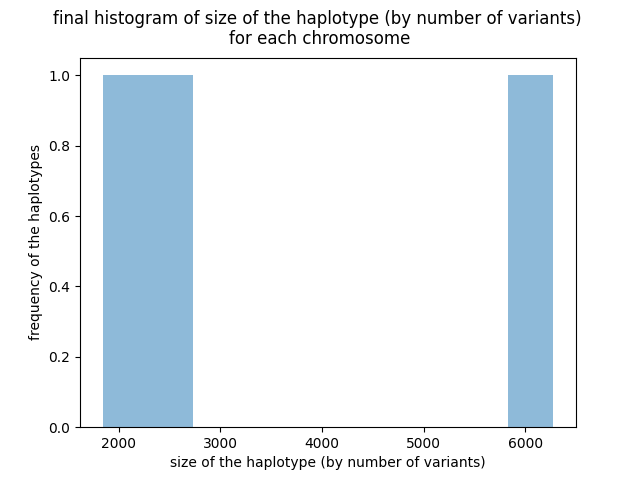 final histogram of size of the haplotype (by number of variants)
for each chromosome
frequency of the haplotypes
1.0
0.8
0.6
0.4
0.2
0.0
2000
3000
4000
5000
6000
size of the haplotype (by number of variants)